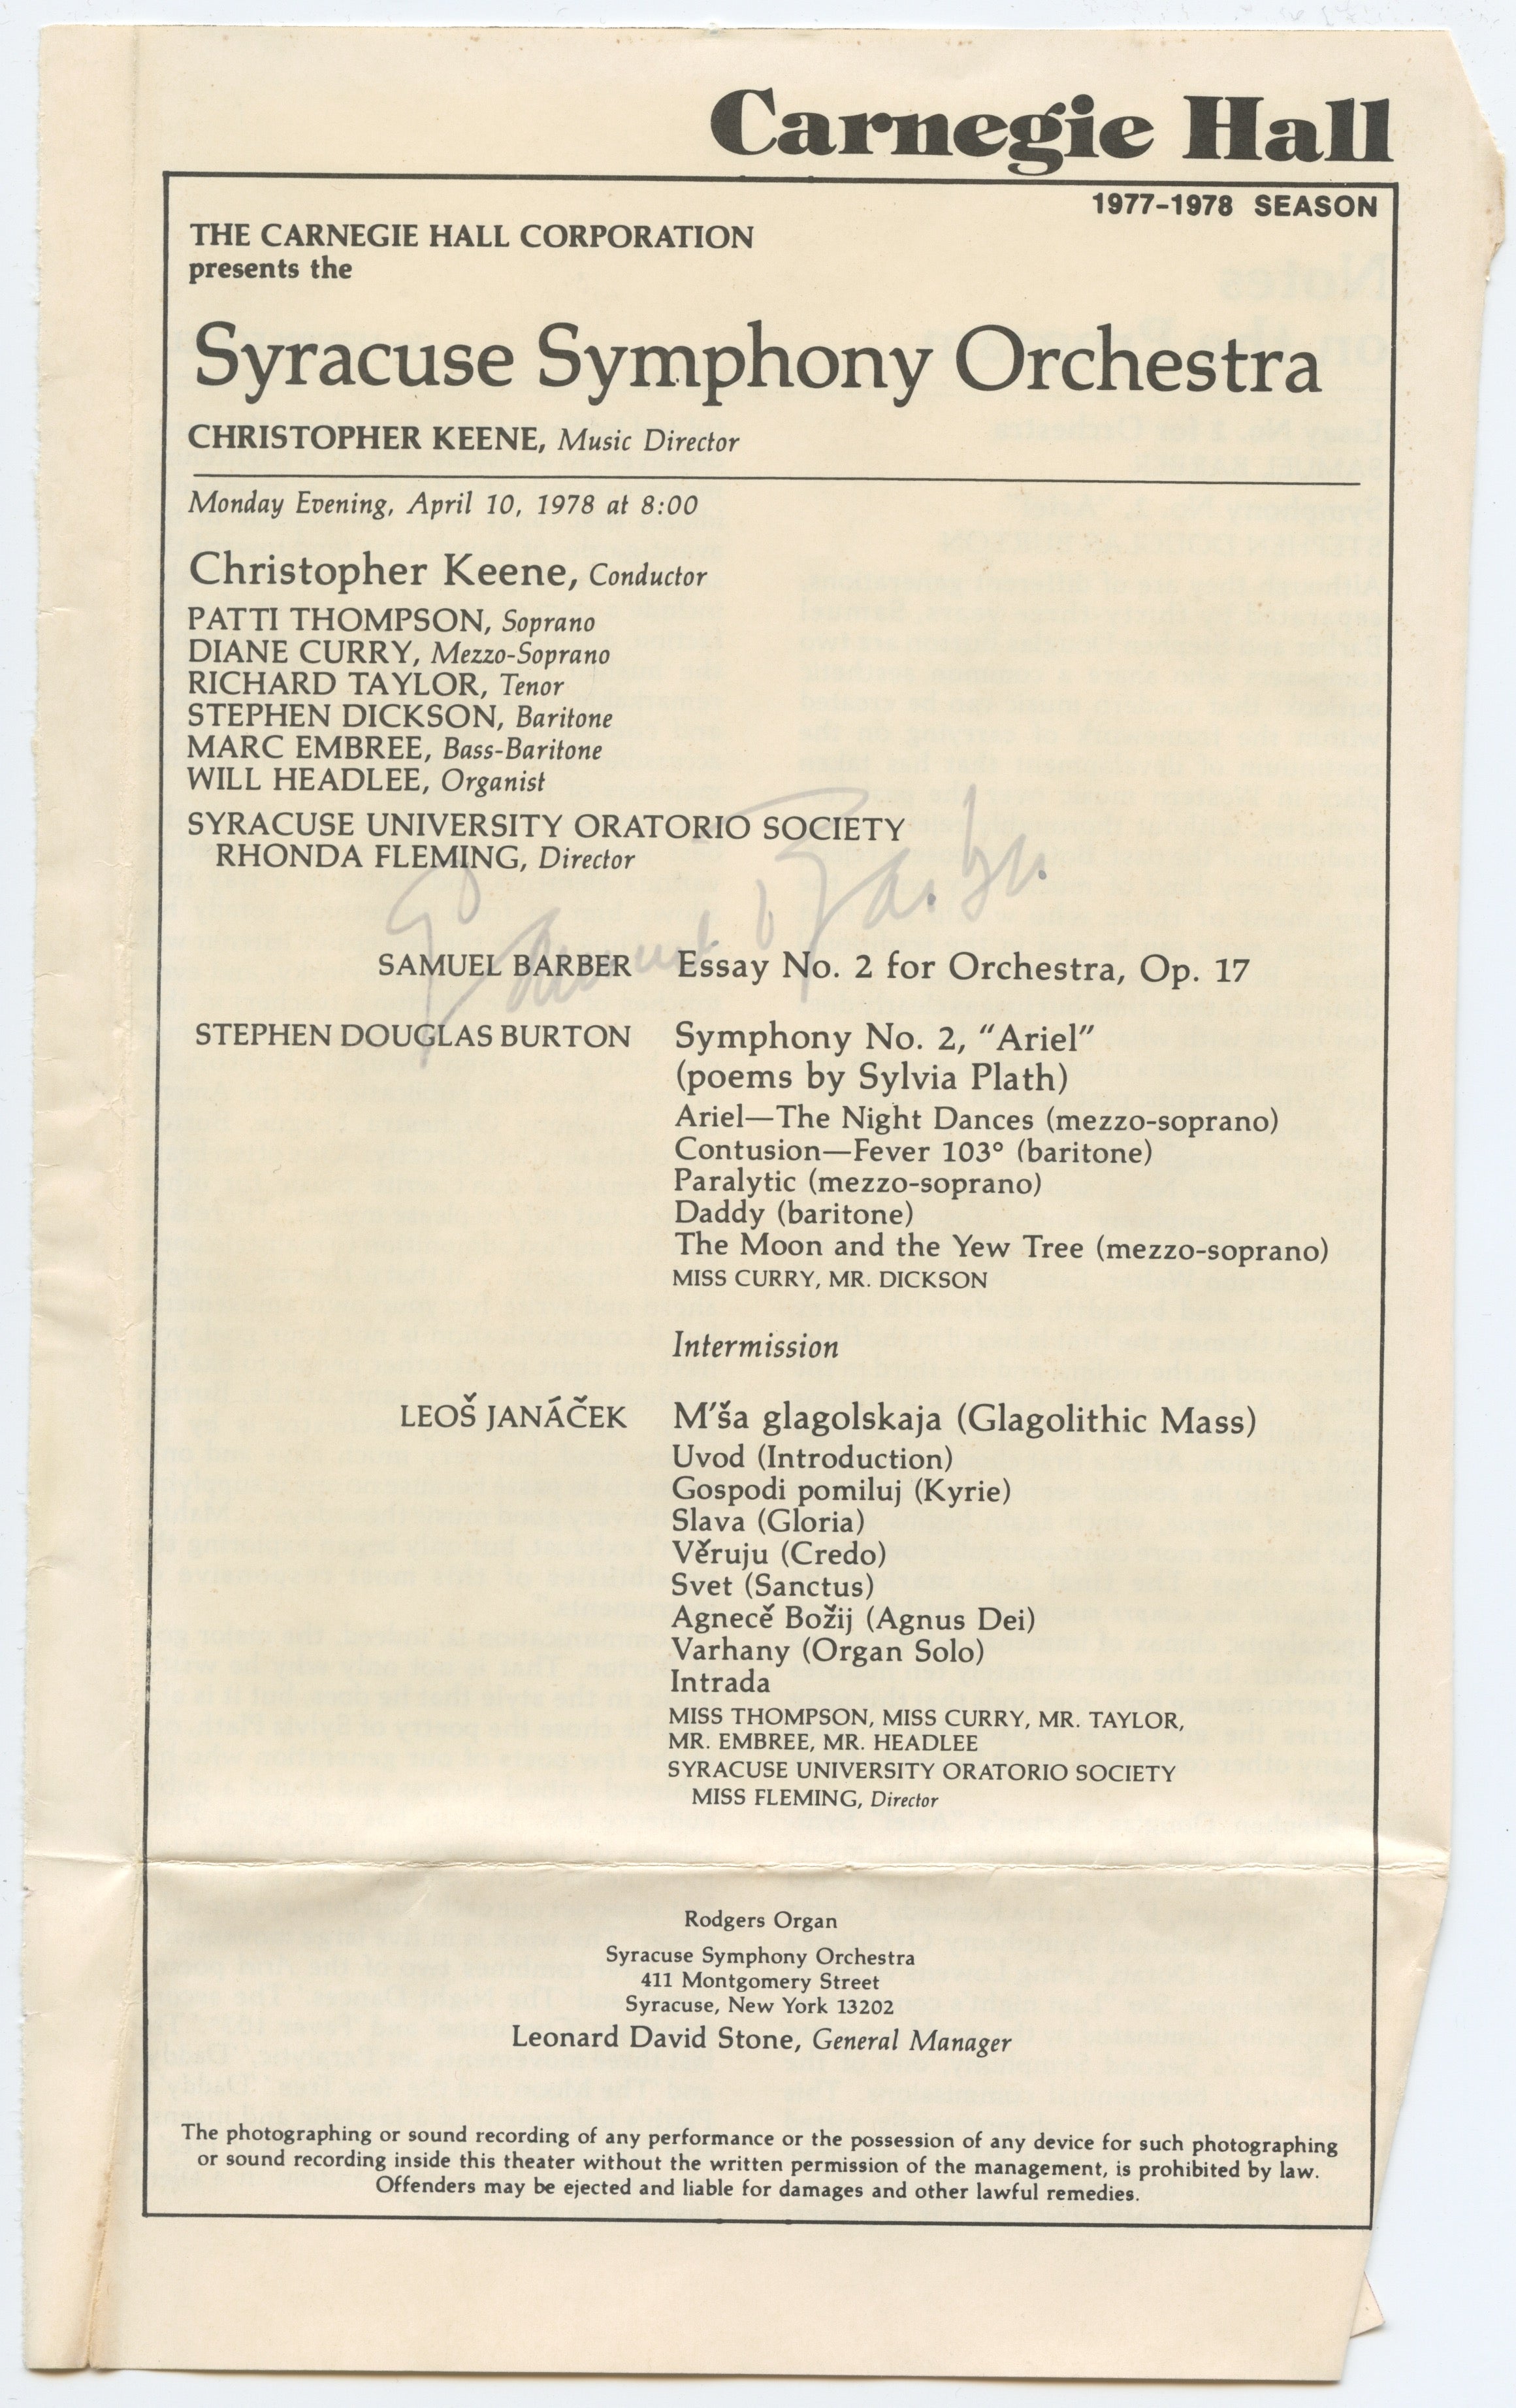 Carnegie Hall
1977-1978 SEASON
THE CARNEGIE HALL CORPORATION
presents the
Syracuse Symphony Orchestra
CHRISTOPHER KEENE, Music Director
Monday Evening, April 10, 1978 at 8:00
Christopher Keene, Conductor
PATTI THOMPSON, Soprano
DIANE CURRY, Mezzo-Soprano
RICHARD TAYLOR, Tenor
STEPHEN DICKSON, Baritone
MARC EMBREE, Bass-Baritone
WILL HEADLEE, Organist
SYRACUSE UNIVERSITY ORATORIO SOCIETY
RHONDA FLEMING, Director
Samuel Barber
SAMUEL BARBER Essay No. 2 for Orchestra, Op. 17
STEPHEN DOUGLAS BURTON Symphony No. 2, “Ariel”
(poems by Sylvia Plath)
Ariel—The Night Dances (mezzo-soprano)
Contusion—Fever 103° (baritone)
Paralytic (mezzo-soprano)
Daddy (baritone)
The Moon and the Yew Tree (mezzo-soprano)
MISS CURRY, MR. DICKSON
Intermission
LEOŠ JANÁČEK M’ša glagolskaja (Glagolithic Mass)
Uvod (Introduction)
Gospodi pomiluj (Kyrie)
Slava (Gloria)
Věruju (Credo)
Svet (Sanctus)
Agnecě Božij (Agnus Dei)
Varhany (Organ Solo)
Intrada
MISS THOMPSON, MISS CURRY, MR. TAYLOR,
MR. EMBREE, MR. HEADLEE
SYRACUSE UNIVERSITY ORATORIO SOCIETY
MISS FLEMING, Director
Rodgers Organ
Syracuse Symphony Orchestra
411 Montgomery Street
Syracuse, New York 13202
Leonard David Stone, General Manager
The photographing or sound recording of any performance or the possession of any device for such photographing
or sound recording inside this theater without the written permission of the management, is prohibited by law.
Offenders may be ejected and liable for damages and other lawful remedies.